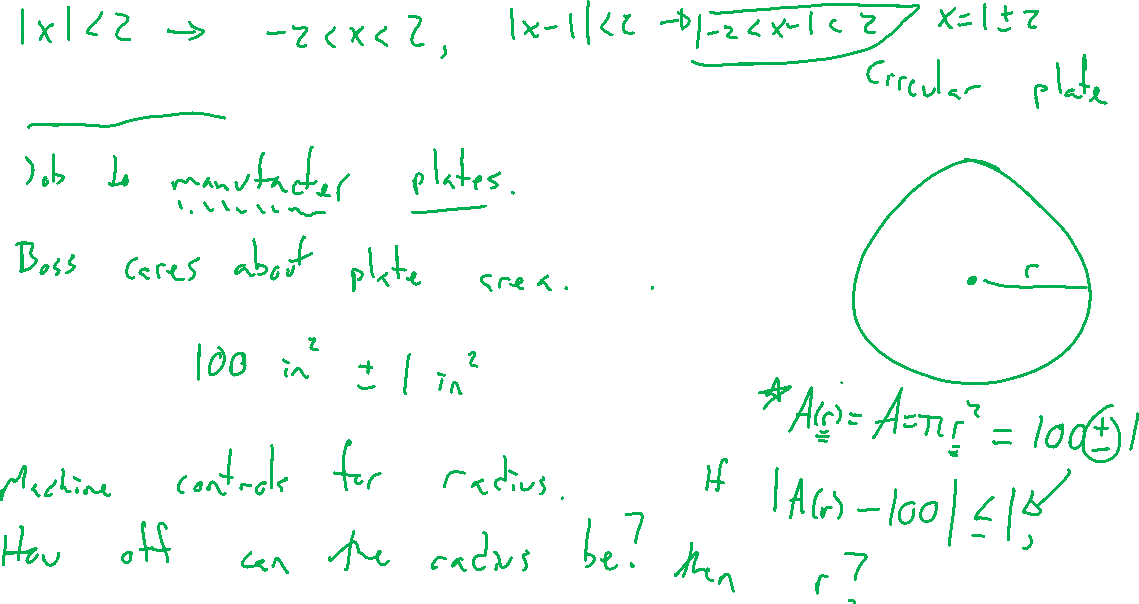 |x| < 2 → -2 < x < 2, |x-1| < 2 → |-2 < x-1 < 2 x = 1 ± 2
Circular plate
Job to manufacter plates.
Boss cares about plate area.
r
100 in² ± 1 in²
* A(r) = A = πr² = 100 ± 1
Machine controls for radius.
If |A(r) - 100| ≤ 1,
How off can the radius be? then r?